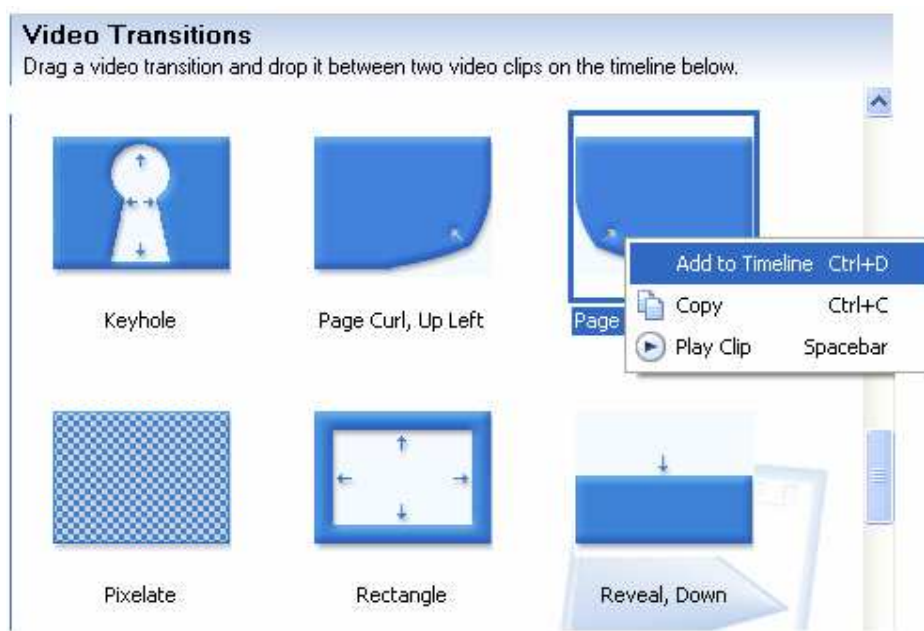 Video Transitions
Drag a video transition and drop it between two video clips on the timeline below.
Keyhole
Page Curl, Up Left
Page
Add to Timeline Ctrl+D
Copy Ctrl+C
Play Clip Spacebar
Pixelate
Rectangle
Reveal, Down